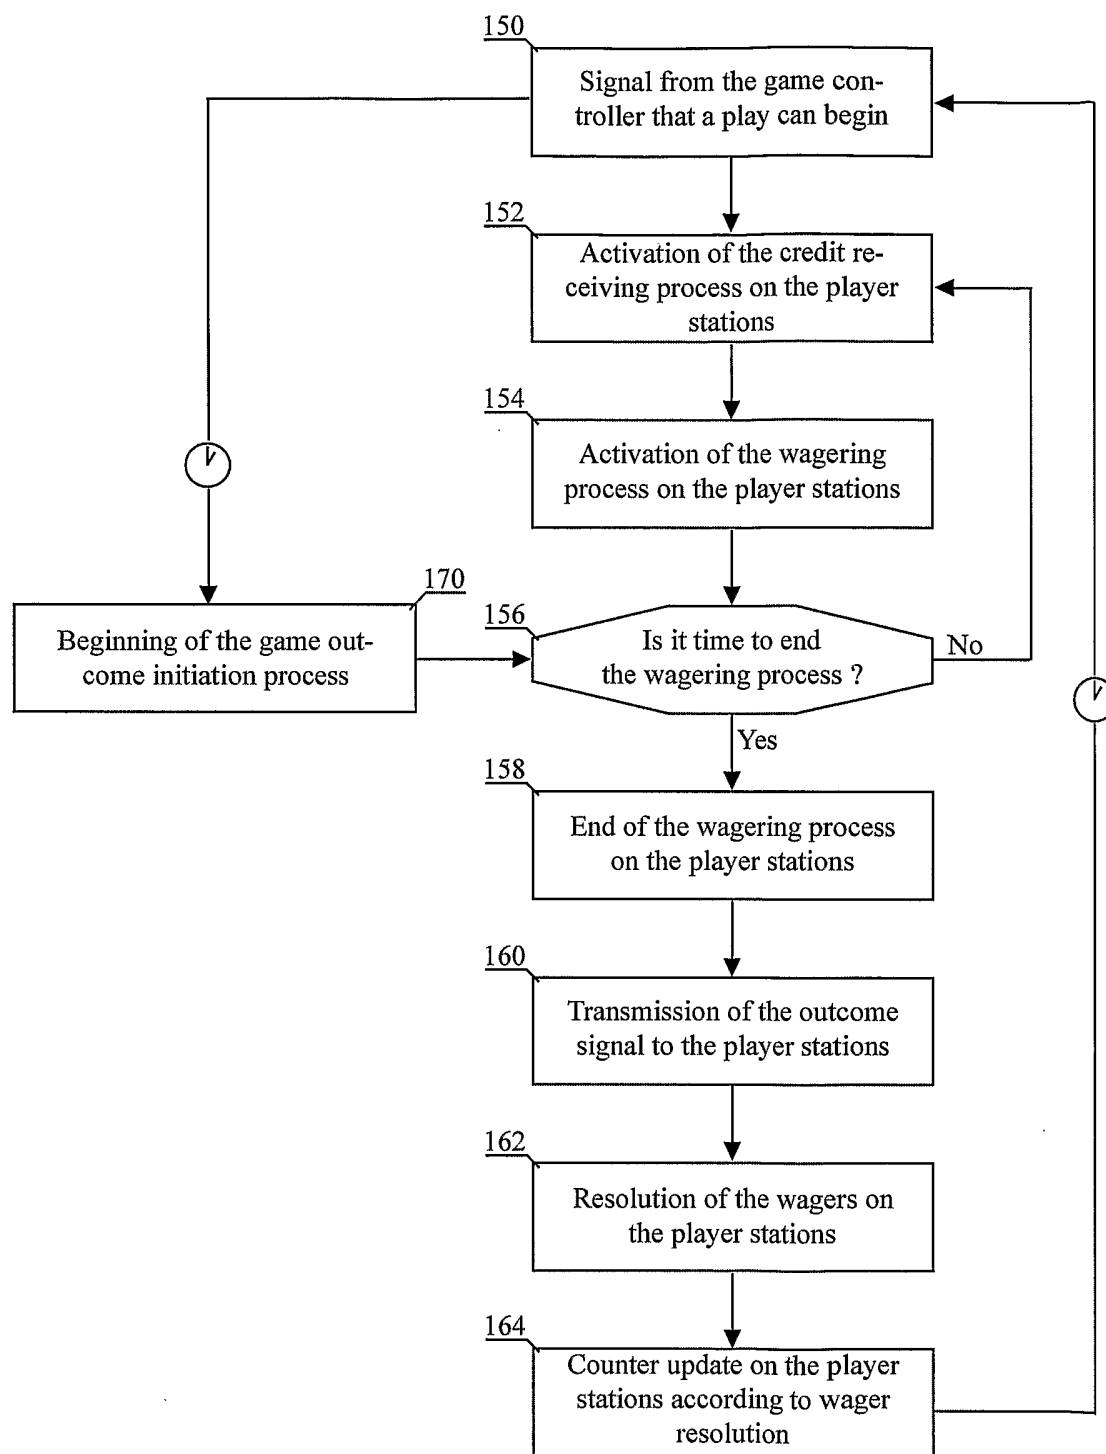 150
Signal from the game con-
troller that a play can begin
152
Activation of the credit re-
ceiving process on the player
stations
154
Activation of the wagering
process on the player stations
170
Beginning of the game out-
come initiation process
156
Is it time to end
the wagering process ?
No
Yes
158
End of the wagering process
on the player stations
160
Transmission of the outcome
signal to the player stations
162
Resolution of the wagers on
the player stations
164
Counter update on the player
stations according to wager
resolution